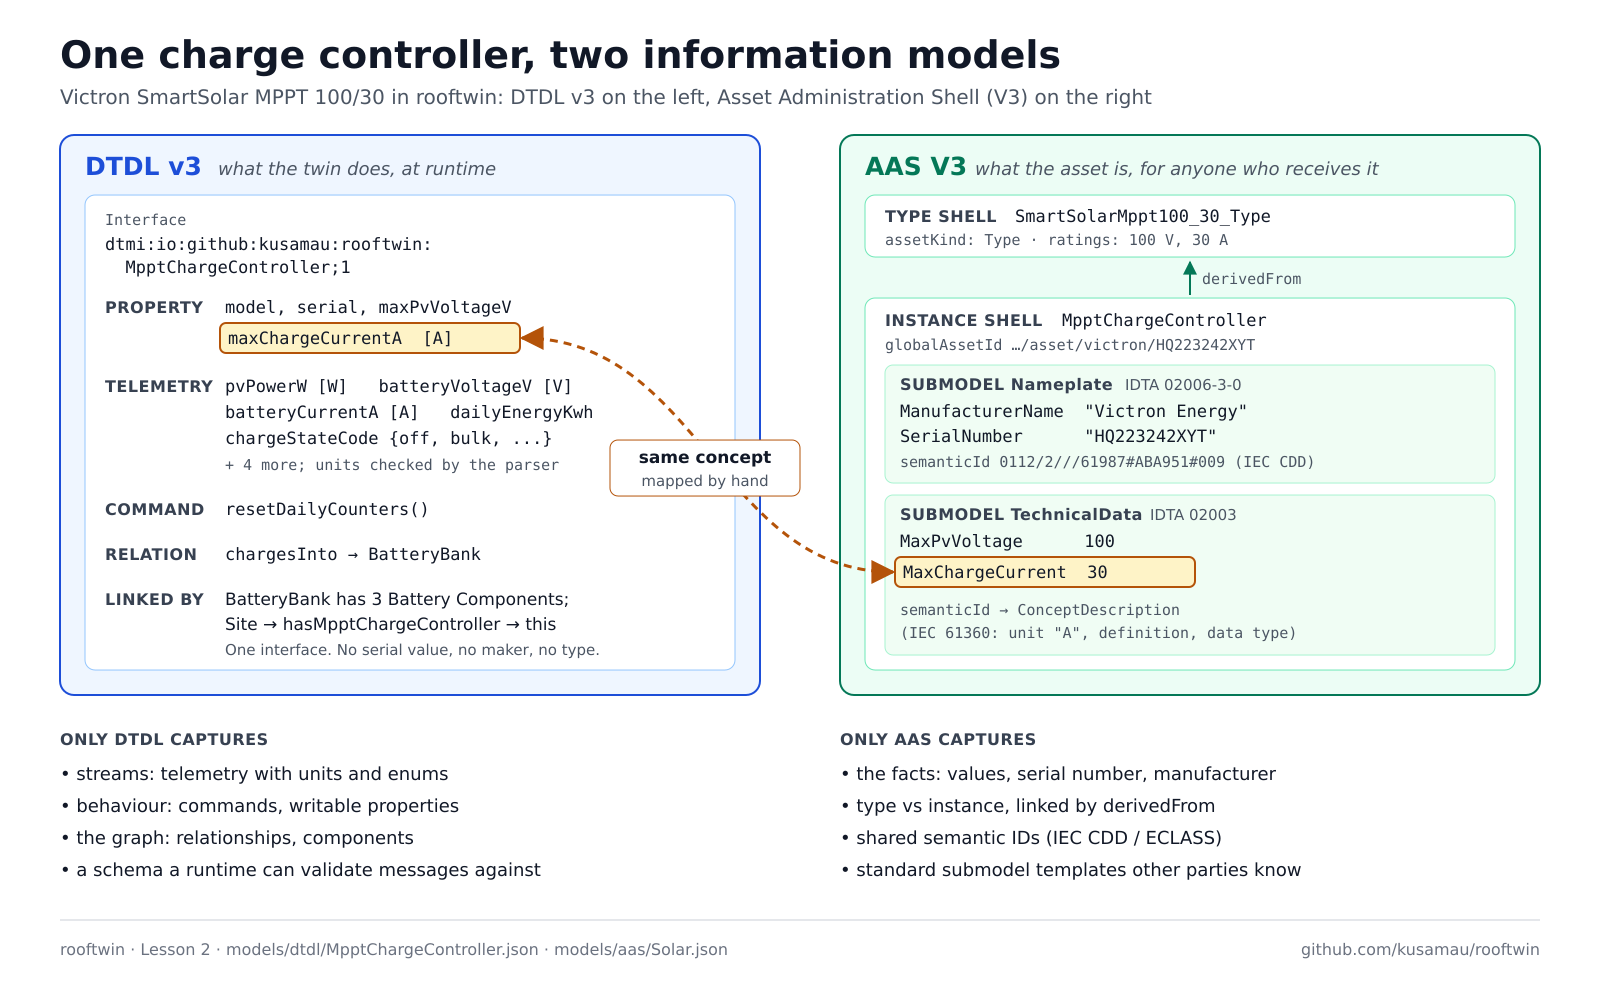 One charge controller, two information models
Victron SmartSolar MPPT 100/30 in rooftwin: DTDL v3 on the left, Asset Administration Shell (V3) on the right
DTDL v3 what the twin does, at runtime
Interface
dtmi:io:github:kusamau:rooftwin:
MpptChargeController;1
PROPERTY model, serial, maxPvVoltageV
maxChargeCurrentA [A]
TELEMETRY pvPowerW [W] batteryVoltageV [V]
batteryCurrentA [A] dailyEnergyKwh
chargeStateCode {off, bulk, ...}
+ 4 more; units checked by the parser
COMMAND resetDailyCounters()
RELATION chargesInto → BatteryBank
LINKED BY BatteryBank has 3 Battery Components;
Site → hasMpptChargeController → this
One interface. No serial value, no maker, no type.
same concept
mapped by hand
AAS V3 what the asset is, for anyone who receives it
TYPE SHELL SmartSolarMppt100_30_Type
assetKind: Type · ratings: 100 V, 30 A
derivedFrom
INSTANCE SHELL MpptChargeController
globalAssetId …/asset/victron/HQ223242XYT
SUBMODEL Nameplate IDTA 02006-3-0
ManufacturerName "Victron Energy"
SerialNumber "HQ223242XYT"
semanticId 0112/2///61987#ABA951#009 (IEC CDD)
SUBMODEL TechnicalData IDTA 02003
MaxPvVoltage 100
MaxChargeCurrent 30
semanticId → ConceptDescription
(IEC 61360: unit "A", definition, data type)
ONLY DTDL CAPTURES
• streams: telemetry with units and enums
• behaviour: commands, writable properties
• the graph: relationships, components
• a schema a runtime can validate messages against
ONLY AAS CAPTURES
• the facts: values, serial number, manufacturer
• type vs instance, linked by derivedFrom
• shared semantic IDs (IEC CDD / ECLASS)
• standard submodel templates other parties know
rooftwin · Lesson 2 · models/dtdl/MpptChargeController.json · models/aas/Solar.json
github.com/kusamau/rooftwin